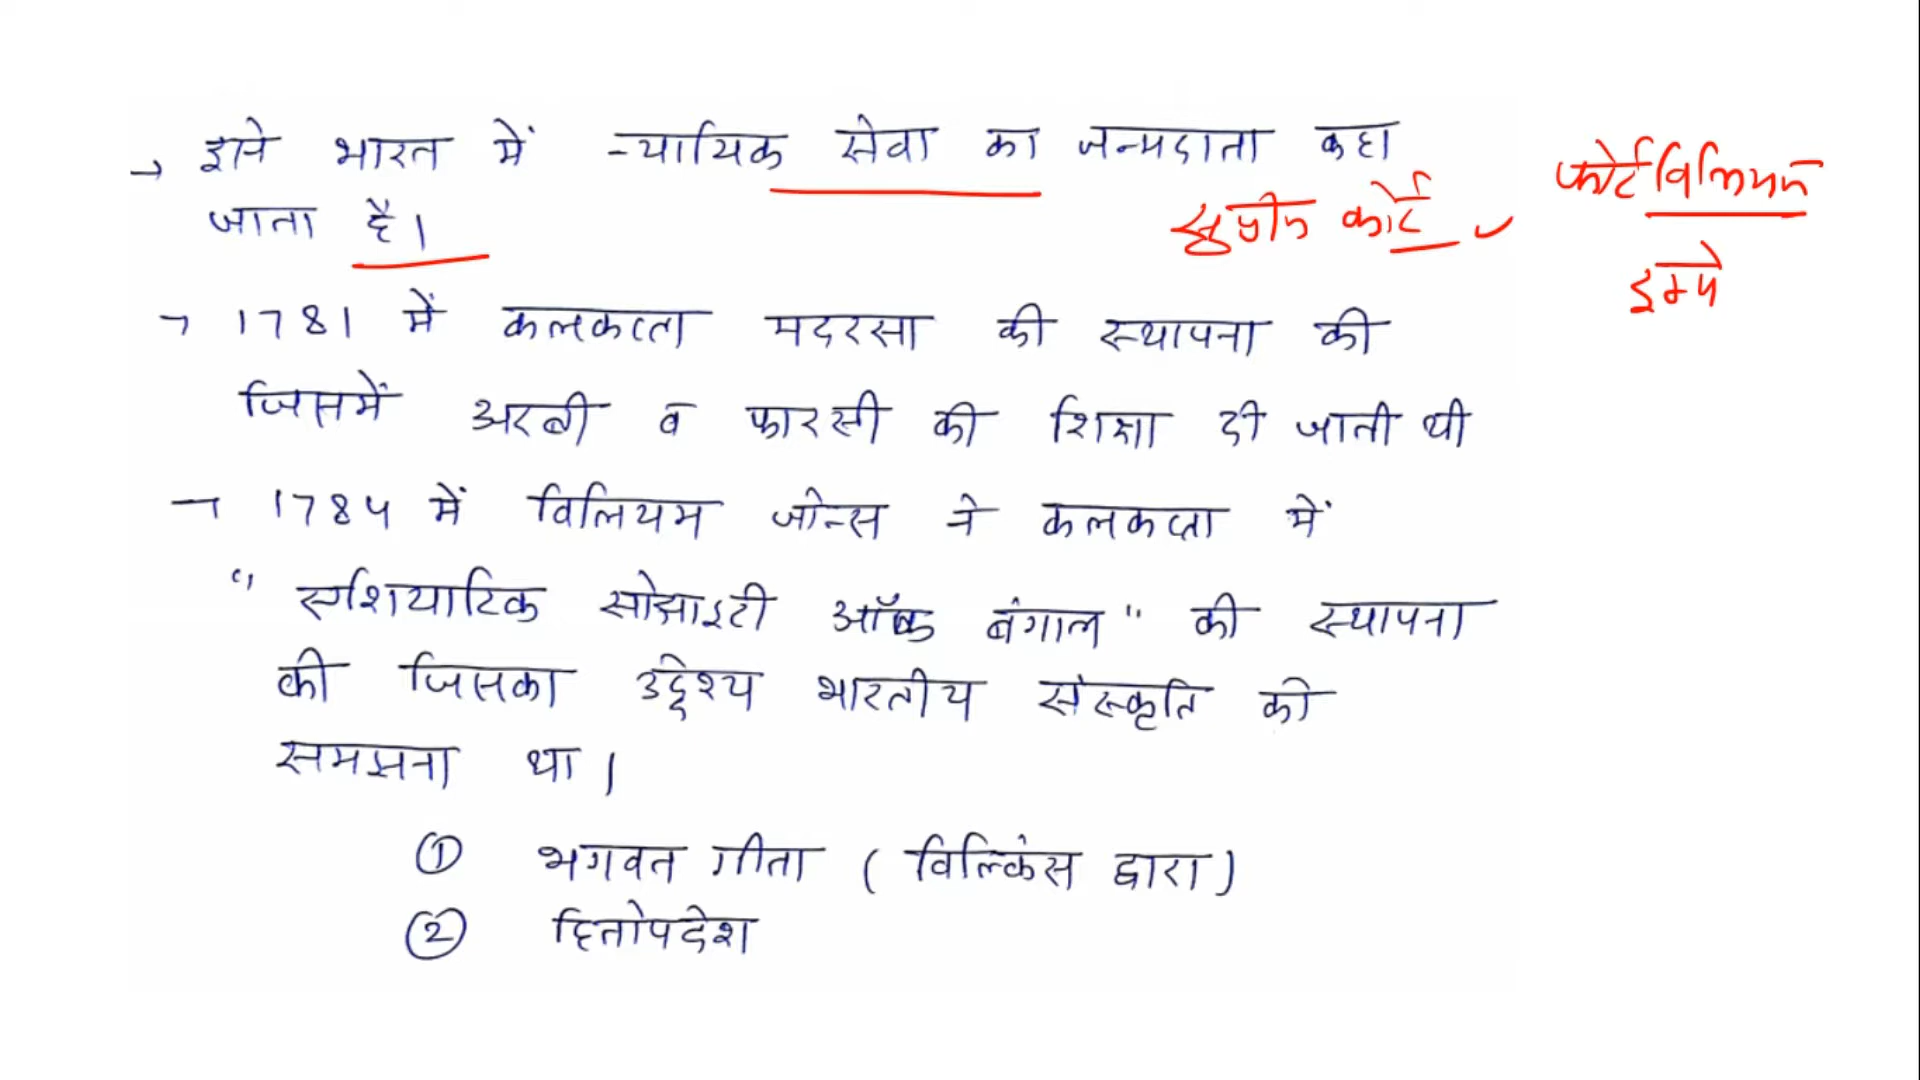 → इसे भारत में न्यायिक सेवा का जन्मदाता कहा
जाता है।
सुप्रीम कोर्ट ✓
फोर्ट विलियम
इम्पे
→ 1781 में कलकत्ता मदरसा की स्थापना की
जिसमें अरबी व फारसी की शिक्षा दी जाती थी
→ 1784 में विलियम जोन्स ने कलकत्ता में
" एशियाटिक सोसाइटी ऑफ बंगाल " की स्थापना
की जिसका उद्देश्य भारतीय संस्कृति को
समझना था।
① भगवत गीता ( विल्किंस द्वारा )
② हितोपदेश